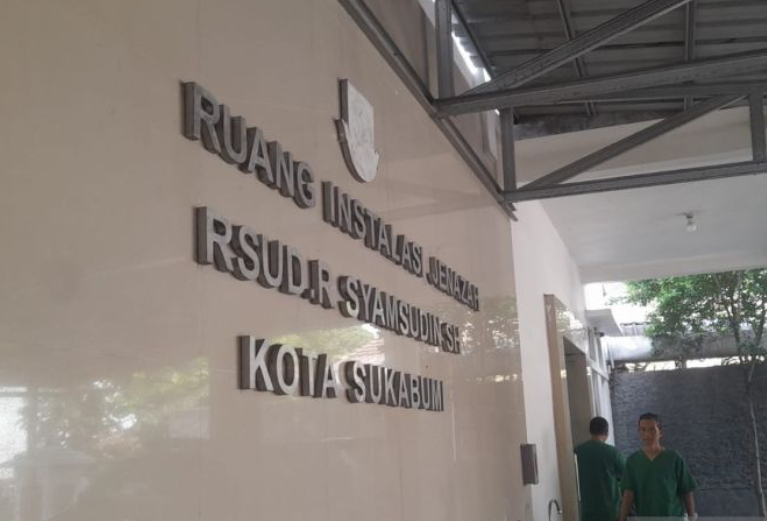 RUANG INSTALASI JENAZAH
RSUD.R SYAMSUDIN SH
KOTA SUKABUMI